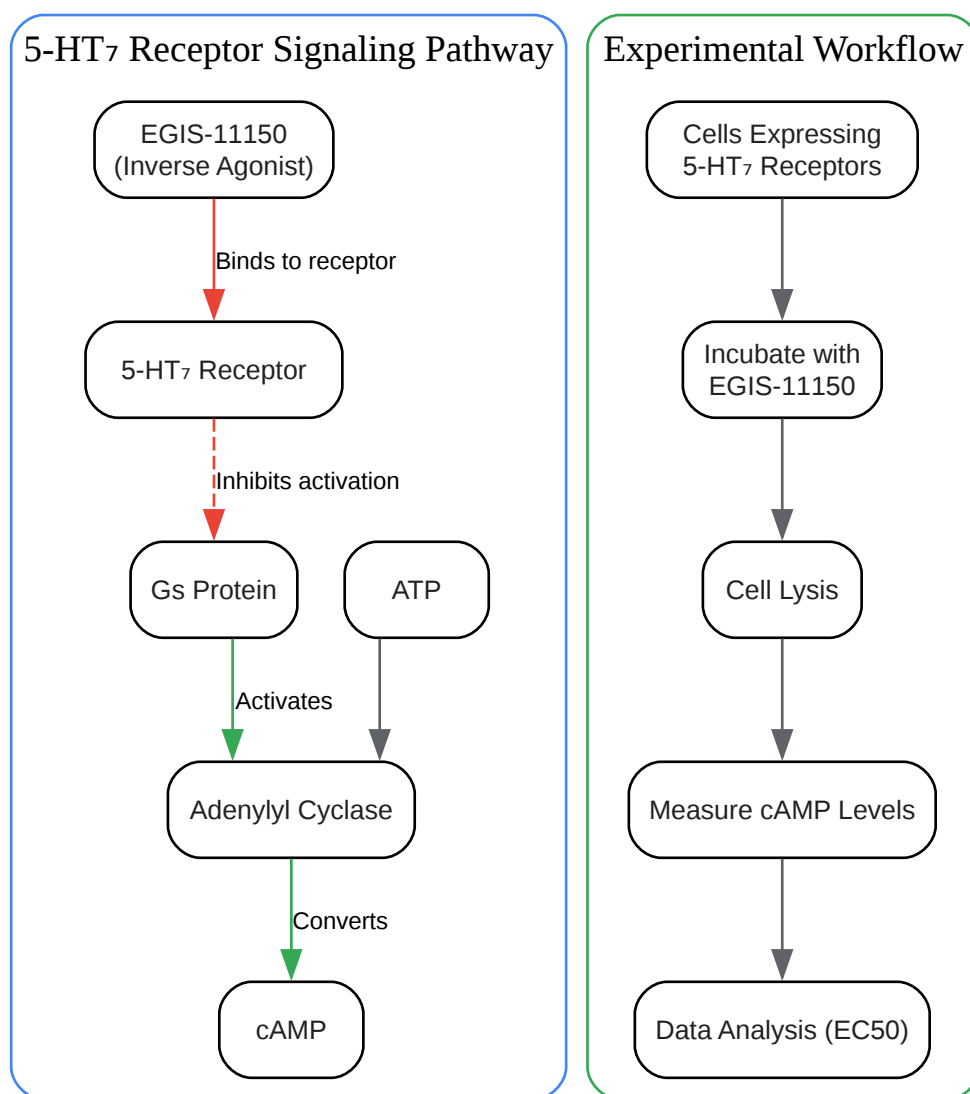 5-HT₇ Receptor Signaling Pathway
EGIS-11150
(Inverse Agonist)
Binds to receptor
5-HT₇ Receptor
Inhibits activation
Gs Protein
ATP
Activates
Adenylyl Cyclase
Converts
cAMP
Experimental Workflow
Cells Expressing
5-HT₇ Receptors
Incubate with
EGIS-11150
Cell Lysis
Measure cAMP Levels
Data Analysis (EC50)